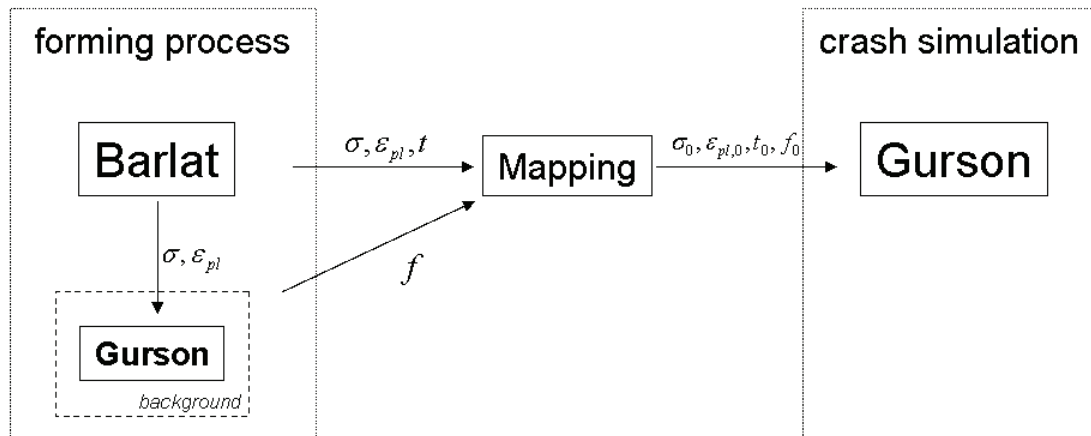 forming process
crash simulation
Barlat
σ, ε_pl, t
Mapping
σ_0, ε_pl,0, t_0, f_0
Gurson
σ, ε_pl
f
Gurson
background